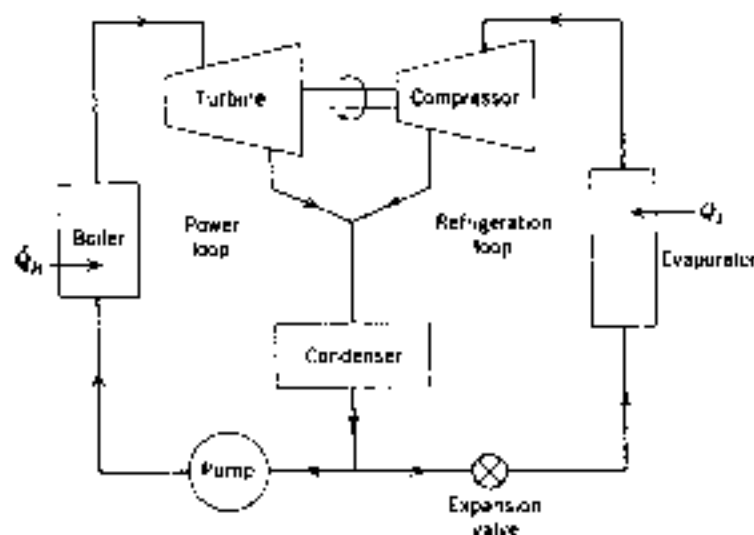 Turbine
Compressor
Boiler
Power
loop
Refrigeration
loop
Evaporator
Condenser
Pump
Expansion
valve